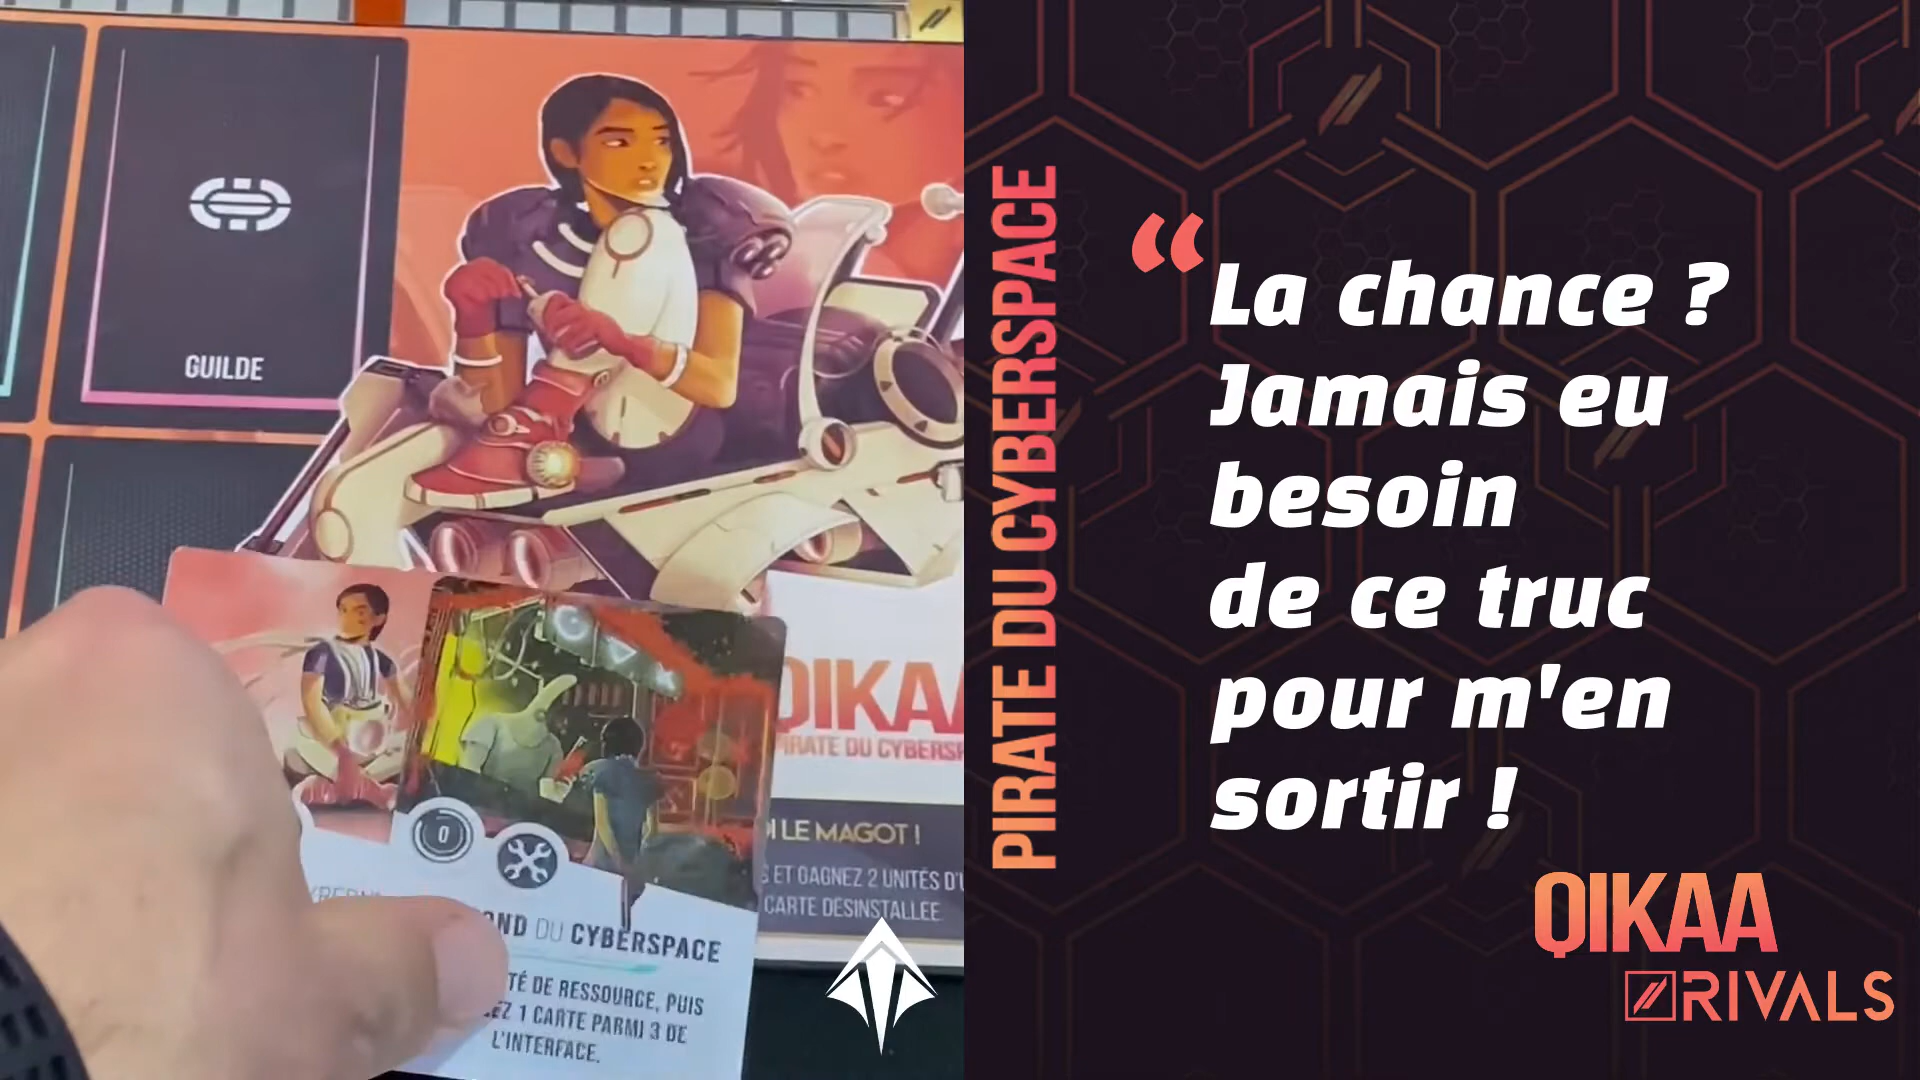 GUILDE
QIKAA
PIRATE DU
LE MAGOT !
ET GAGNEZ 2 UNITÉS
CARTE DÉSINSTALLÉE.
0
DU CYBERSPACE
DE RESSOURCE, PUIS
1 CARTE PARMI 3 DE
L'INTERFACE.
PIRATE DU CYBERSPACE
“La chance ?
Jamais eu
besoin
de ce truc
pour m'en
sortir !
QIKAA
RIVALS